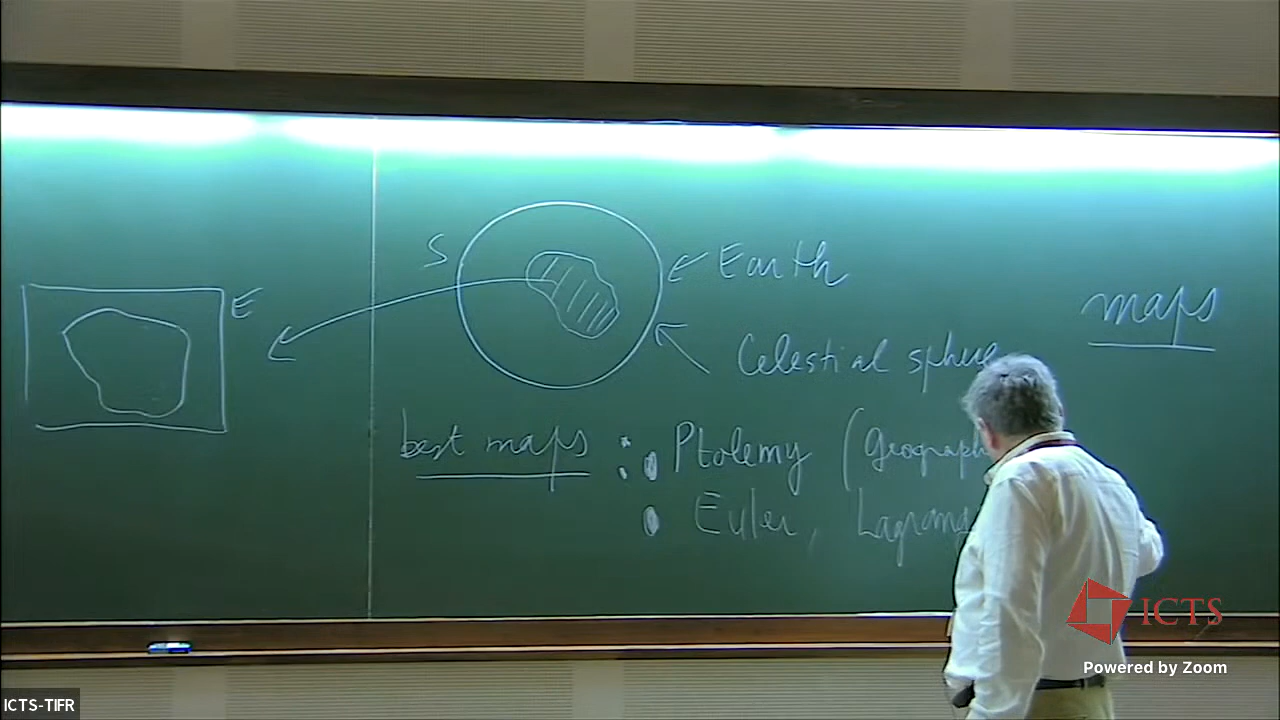 S
Earth
E
maps
Celestial sphere
best maps : Ptolemy (Geograph
Euler, Lagrang
ICTS
Powered by Zoom
ICTS-TIFR